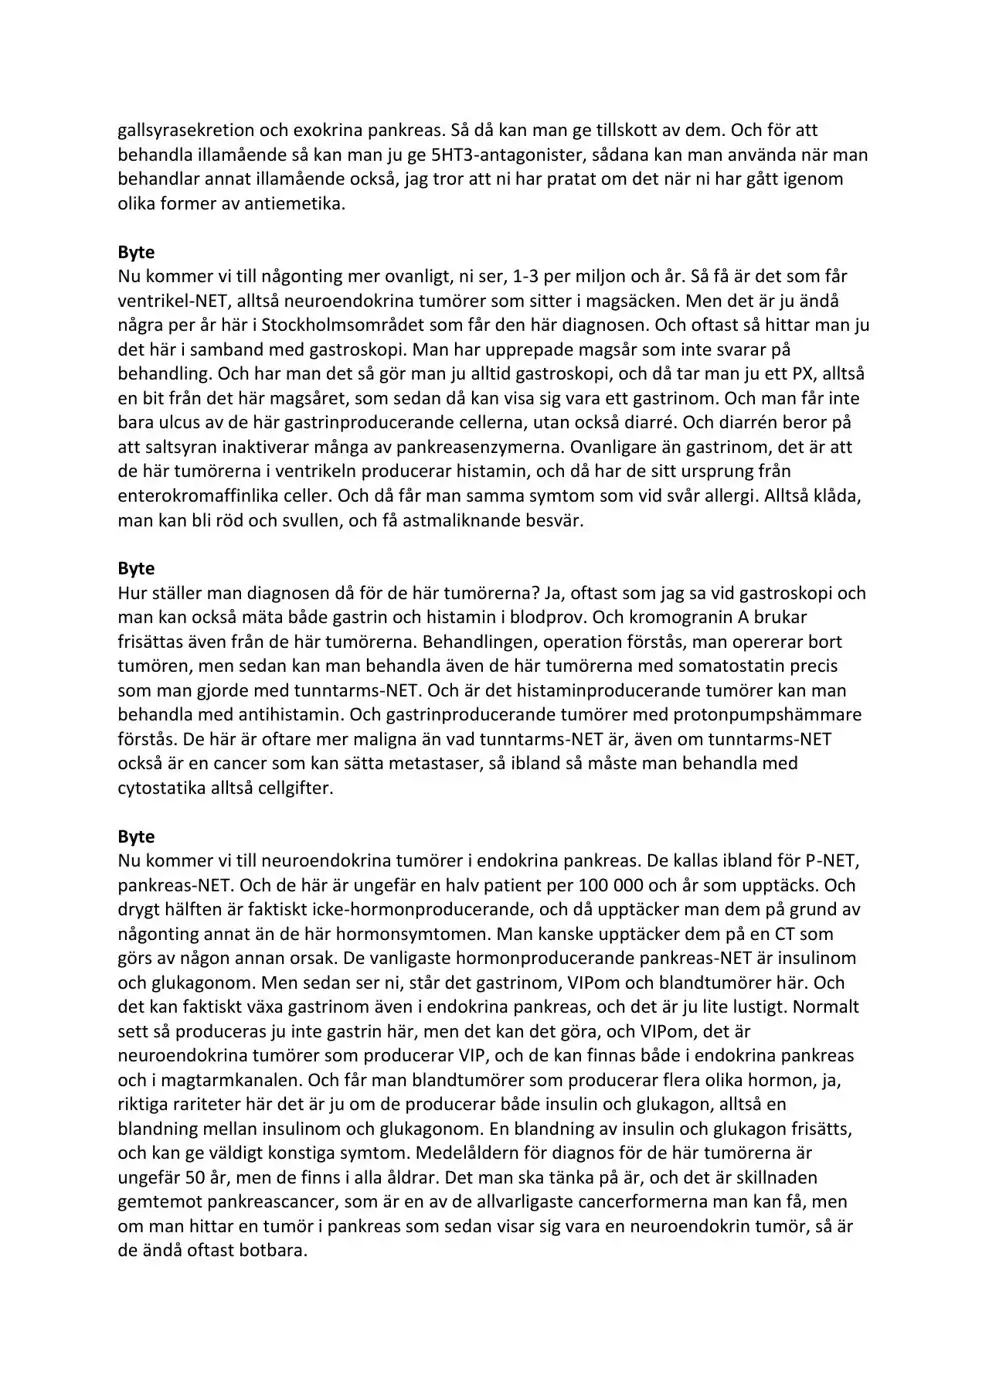 gallsyrasekretion och exokrina pankreas. Så då kan man ge tillskott av dem. Och för att
behandla illamående så kan man ju ge 5HT3-antagonister, sådana kan man använda när man
behandlar annat illamående också, jag tror att ni har pratat om det när ni har gått igenom
olika former av antiemetika.
Byte
Nu kommer vi till någonting mer ovanligt, ni ser, 1-3 per miljon och år. Så få är det som får
ventrikel-NET, alltså neuroendokrina tumörer som sitter i magsäcken. Men det är ju ändå
några per år här i Stockholmsområdet som får den här diagnosen. Och oftast så hittar man ju
det här i samband med gastroskopi. Man har upprepade magsår som inte svarar på
behandling. Och har man det så gör man ju alltid gastroskopi, och då tar man ju ett PX, alltså
en bit från det här magsåret, som sedan då kan visa sig vara ett gastrinom. Och man får inte
bara ulcus av de här gastrinproducerande cellerna, utan också diarré. Och diarrén beror på
att saltsyran inaktiverar många av pankreasenzymerna. Ovanligare än gastrinom, det är att
de här tumörerna i ventrikeln producerar histamin, och då har de sitt ursprung från
enterokromaffinlika celler. Och då får man samma symtom som vid svår allergi. Alltså klåda,
man kan bli röd och svullen, och få astmaliknande besvär.
Byte
Hur ställer man diagnosen då för de här tumörerna? Ja, oftast som jag sa vid gastroskopi och
man kan också mäta både gastrin och histamin i blodprov. Och kromogranin A brukar
frisättas även från de här tumörerna. Behandlingen, operation förstås, man opererar bort
tumören, men sedan kan man behandla även de här tumörerna med somatostatin precis
som man gjorde med tunntarms-NET. Och är det histaminproducerande tumörer kan man
behandla med antihistamin. Och gastrinproducerande tumörer med protonpumpshämmare
förstås. De här är oftare mer maligna än vad tunntarms-NET är, även om tunntarms-NET
också är en cancer som kan sätta metastaser, så ibland så måste man behandla med
cytostatika alltså cellgifter.
Byte
Nu kommer vi till neuroendokrina tumörer i endokrina pankreas. De kallas ibland för P-NET,
pankreas-NET. Och de här är ungefär en halv patient per 100 000 och år som upptäcks. Och
drygt hälften är faktiskt icke-hormonproducerande, och då upptäcker man dem på grund av
någonting annat än de här hormonsymtomen. Man kanske upptäcker dem på en CT som
görs av någon annan orsak. De vanligaste hormonproducerande pankreas-NET är insulinom
och glukagonom. Men sedan ser ni, står det gastrinom, VIPom och blandtumörer här. Och
det kan faktiskt växa gastrinom även i endokrina pankreas, och det är ju lite lustigt. Normalt
sett så produceras ju inte gastrin här, men det kan det göra, och VIPom, det är
neuroendokrina tumörer som producerar VIP, och de kan finnas både i endokrina pankreas
och i magtarmkanalen. Och får man blandtumörer som producerar flera olika hormon, ja,
riktiga rariteter här det är ju om de producerar både insulin och glukagon, alltså en
blandning mellan insulinom och glukagonom. En blandning av insulin och glukagon frisätts,
och kan ge väldigt konstiga symtom. Medelåldern för diagnos för de här tumörerna är
ungefär 50 år, men de finns i alla åldrar. Det man ska tänka på är, och det är skillnaden
gemtemot pankreascancer, som är en av de allvarligaste cancerformerna man kan få, men
om man hittar en tumör i pankreas som sedan visar sig vara en neuroendokrin tumör, så är
de ändå oftast botbara.